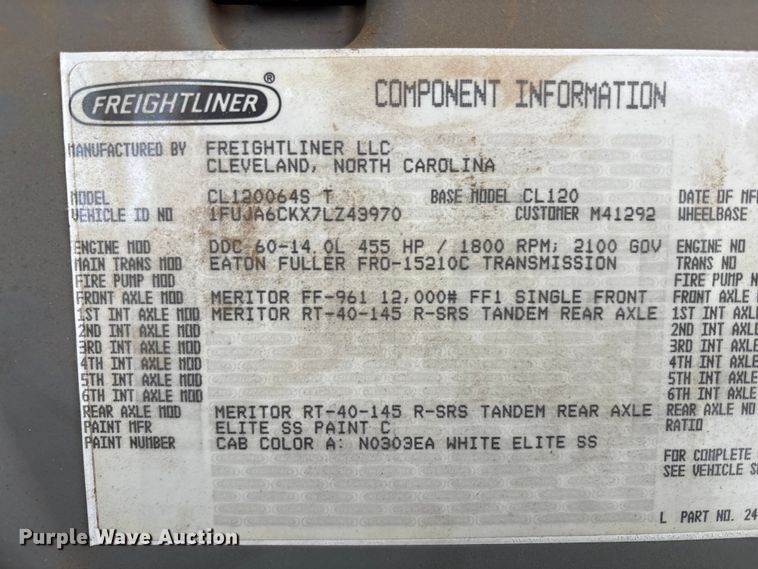 FREIGHTLINER® COMPONENT INFORMATION
MANUFACTURED BY FREIGHTLINER LLC
CLEVELAND, NORTH CAROLINA
MODEL CL120064S T BASE MODEL CL120 DATE OF MF
VEHICLE ID NO 1FUJA6CKX7LZ43970 CUSTOMER M41292 WHEELBASE
ENGINE MOD DDC 60-14.0L 455 HP / 1800 RPM; 2100 GOV ENGINE NO
MAIN TRANS MOD EATON FULLER FRO-15210C TRANSMISSION TRANS NO
FIRE PUMP MOD FIRE PUMP N
FRONT AXLE MOD MERITOR FF-961 12,000# FF1 SINGLE FRONT FRONT AXLE
1ST INT AXLE MOD MERITOR RT-40-145 R-SRS TANDEM REAR AXLE 1ST INT AXL
2ND INT AXLE MOD 2ND INT AXL
3RD INT AXLE MOD 3RD INT AXLE
4TH INT AXLE MOD 4TH INT AXLE
5TH INT AXLE MOD 5TH INT AXLE
6TH INT AXLE MOD 6TH INT AXLE
REAR AXLE MOD MERITOR RT-40-145 R-SRS TANDEM REAR AXLE REAR AXLE NO
PAINT MFR ELITE SS PAINT C RATIO
PAINT NUMBER CAB COLOR A: N0303EA WHITE ELITE SS
FOR COMPLETE
SEE VEHICLE S
L PART NO. 24
Purple Wave Auction